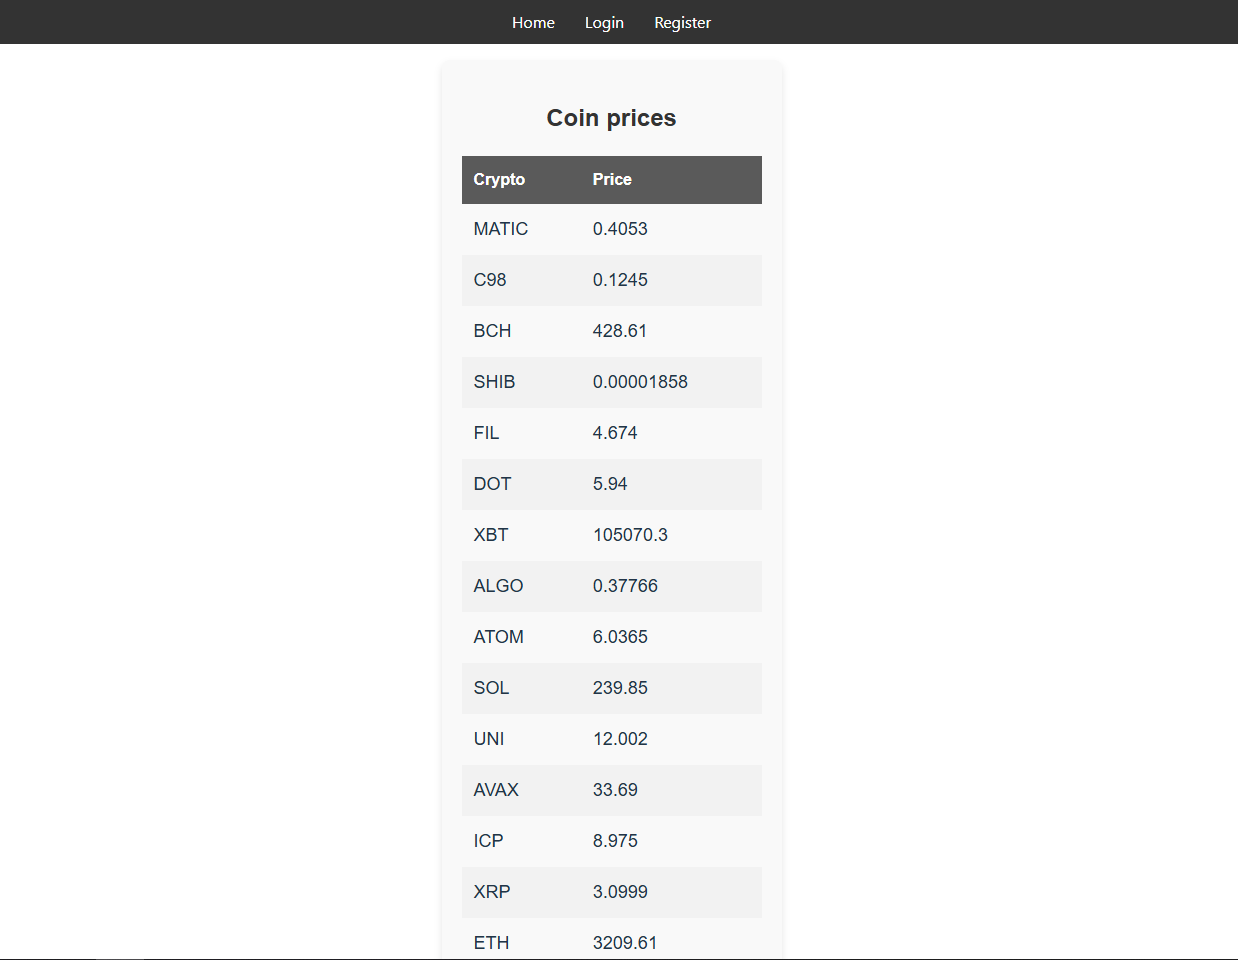 Home Login Register
Coin prices
Crypto Price
MATIC 0.4053
C98 0.1245
BCH 428.61
SHIB 0.00001858
FIL 4.674
DOT 5.94
XBT 105070.3
ALGO 0.37766
ATOM 6.0365
SOL 239.85
UNI 12.002
AVAX 33.69
ICP 8.975
XRP 3.0999
ETH 3209.61